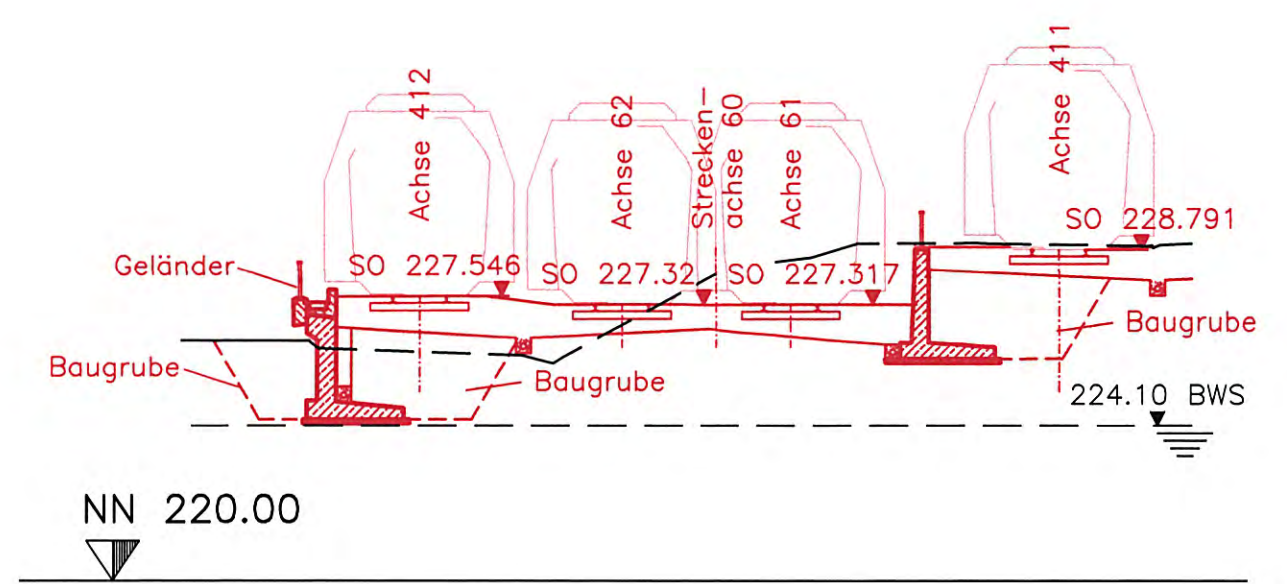 Achse 412
Achse 62
Strecken-
achse 60
Achse 61
Achse 411
SO 228.791
Geländer
SO 227.546
SO 227.32
SO 227.317
Baugrube
Baugrube
Baugrube
224.10 BWS
NN 220.00